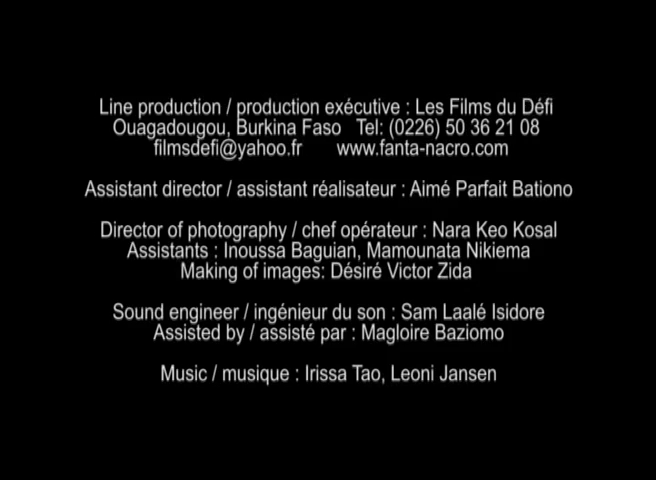 Line production / production exécutive : Les Films du Défi
Ouagadougou, Burkina Faso Tel: (0226) 50 36 21 08
filmsdefi@yahoo.fr www.fanta-nacro.com
Assistant director / assistant réalisateur : Aimé Parfait Bationo
Director of photography / chef opérateur : Nara Keo Kosal
Assistants : Inoussa Baguian, Mamounata Nikiema
Making of images: Désiré Victor Zida
Sound engineer / ingénieur du son : Sam Laalé Isidore
Assisted by / assisté par : Magloire Baziomo
Music / musique : Irissa Tao, Leoni Jansen